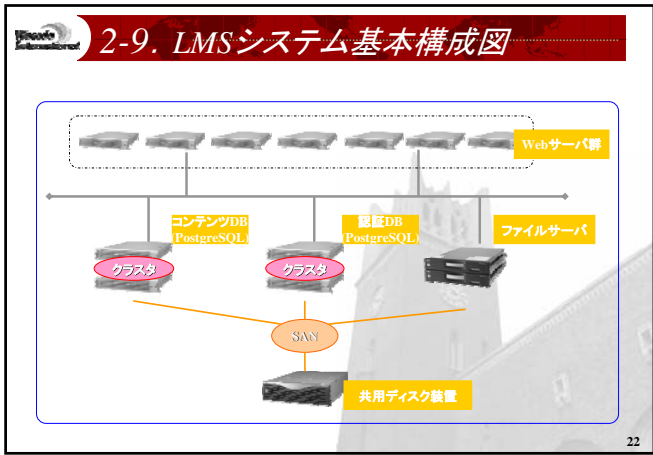 2-9. LMSシステム基本構成図
Webサーバ群
コンテンツDB
(PostgreSQL)
認証DB
(PostgreSQL)
ファイルサーバ
クラスタ
クラスタ
SAN
共用ディスク装置
22